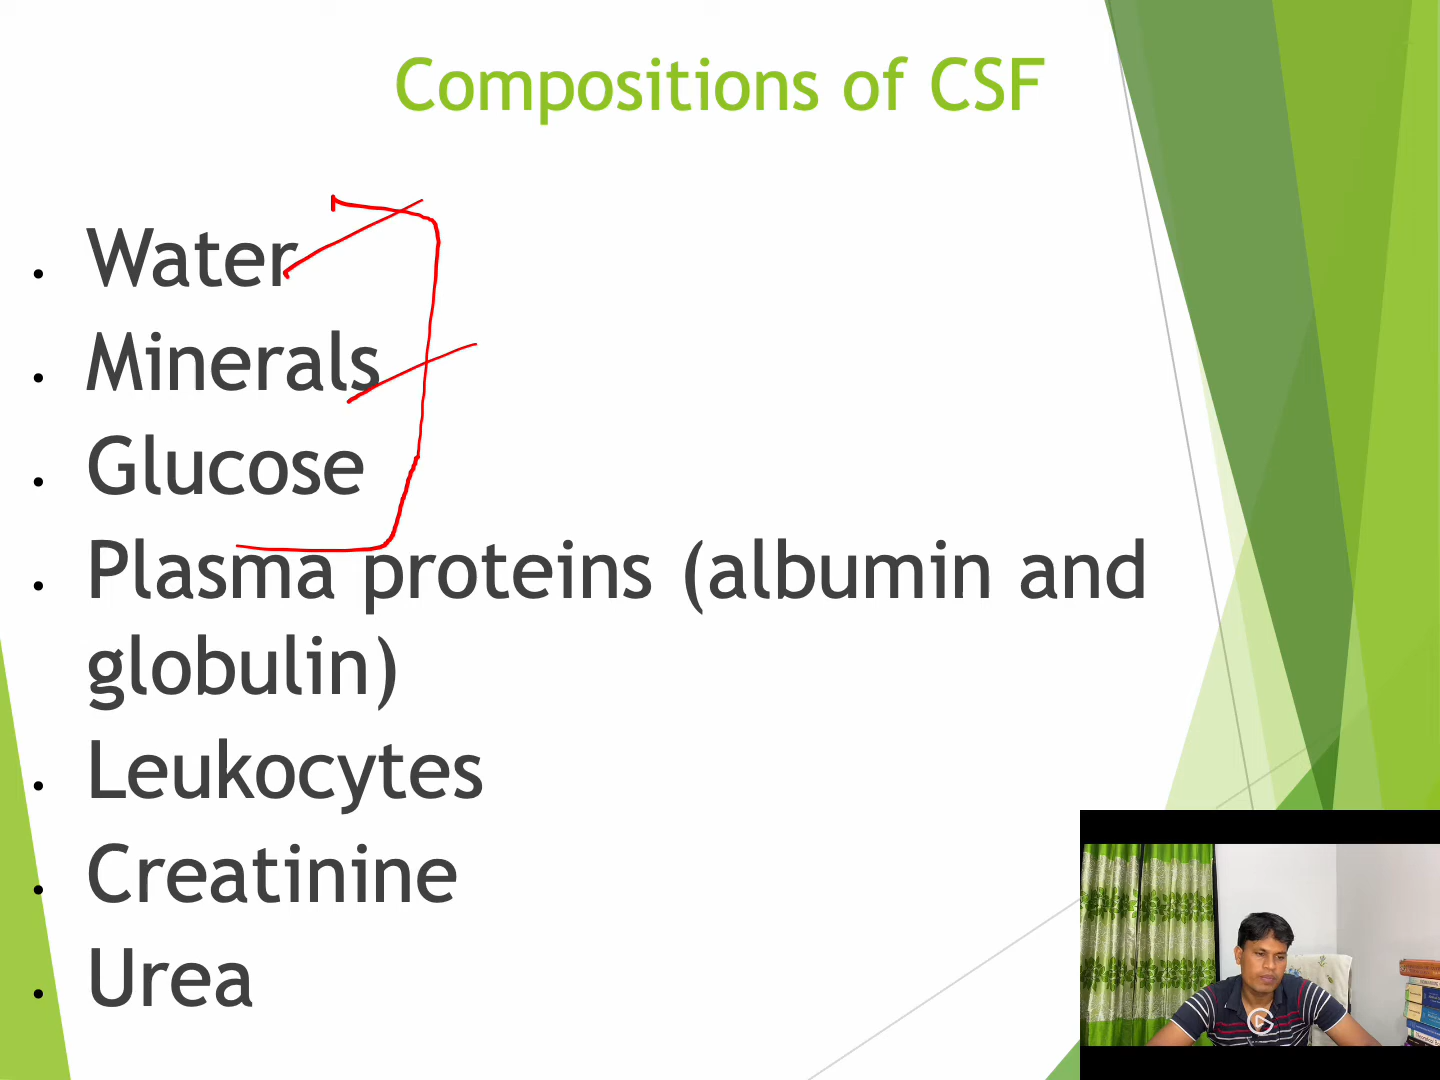 Compositions of CSF
• Water
• Minerals
• Glucose
• Plasma proteins (albumin and
globulin)
• Leukocytes
• Creatinine
• Urea